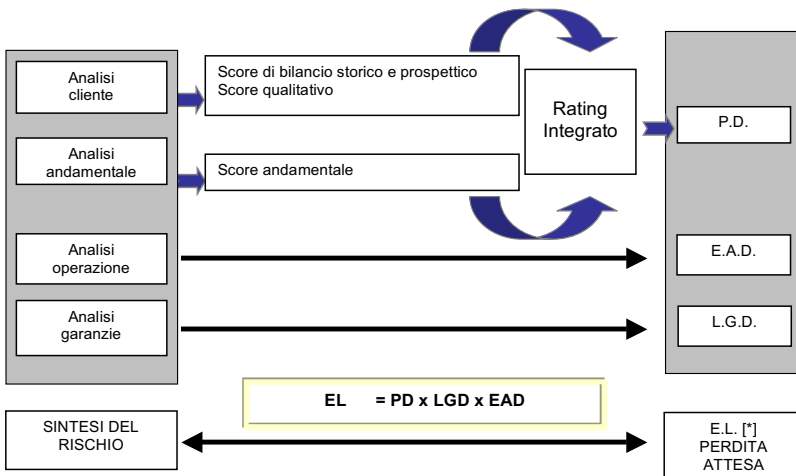 Analisi
cliente
Score di bilancio storico e prospettico
Score qualitativo
Rating
Integrato
P.D.
Analisi
andamentale
Score andamentale
Analisi
operazione
E.A.D.
Analisi
garanzie
L.G.D.
EL = PD x LGD x EAD
SINTESI DEL
RISCHIO
E.L. [*]
PERDITA
ATTESA